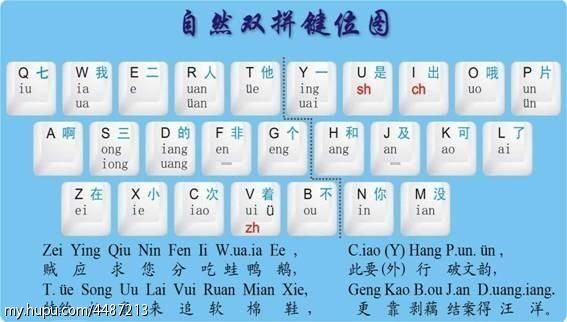 自然双拼键位图
Q 七 W 我 E 二 R 人 T 他 Y 一 U 是 I 出 O 哦 P 片
iu ia ua e uan üan üe ing uai sh ch uo un ün
A 啊 S 三 D 的 F 非 G 个 H 和 J 及 K 可 L 了
ong iong iang uang en eng ang an ao ai
Z 在 X 小 C 次 V 着 B 不 N 你 M 没
ei ie iao ui ü zh ou in ian
Zei Ying Qiu Nin Fen Ii W.ua.ia Ee , C.iao (Y) Hang P.un. ün ,
贼 应 求 您 分 吃 蛙 鸭 鹅, 此要(外) 行 破文韵,
T. üe Song Uu Lai Vui Ruan Mian Xie, Geng Kao B.ou J.an D.uang.iang.
来 追 软 棉 鞋, 更 靠 剥藕 结案得 汪 洋.
my.hupu.com/4487213